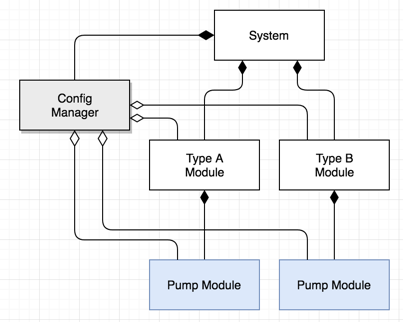 System
Config
Manager
Type A
Module
Type B
Module
Pump Module
Pump Module